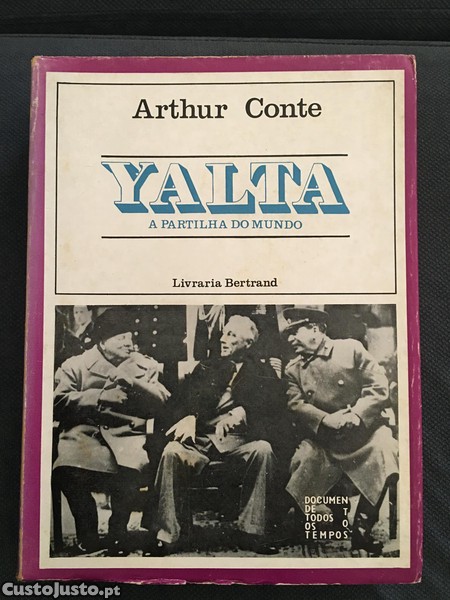 Arthur Conte
YALTA
A PARTILHA DO MUNDO
Livraria Bertrand
DOCUMEN
DE T
TODOS O
OS S
TEMPOS
CustoJusto.pt